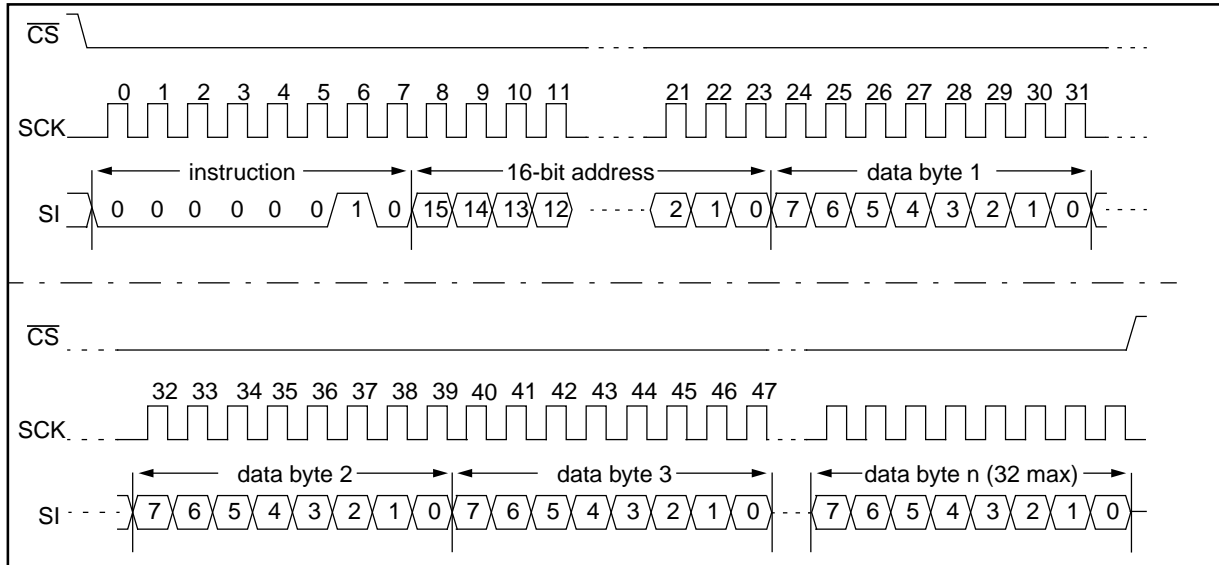 CS
0 1 2 3 4 5 6 7 8 9 10 11 21 22 23 24 25 26 27 28 29 30 31
SCK
instruction 16-bit address data byte 1
SI 0 0 0 0 0 0 1 0 15 14 13 12 2 1 0 7 6 5 4 3 2 1 0
CS
32 33 34 35 36 37 38 39 40 41 42 43 44 45 46 47
SCK
data byte 2 data byte 3 data byte n (32 max)
SI 7 6 5 4 3 2 1 0 7 6 5 4 3 2 1 0 7 6 5 4 3 2 1 0